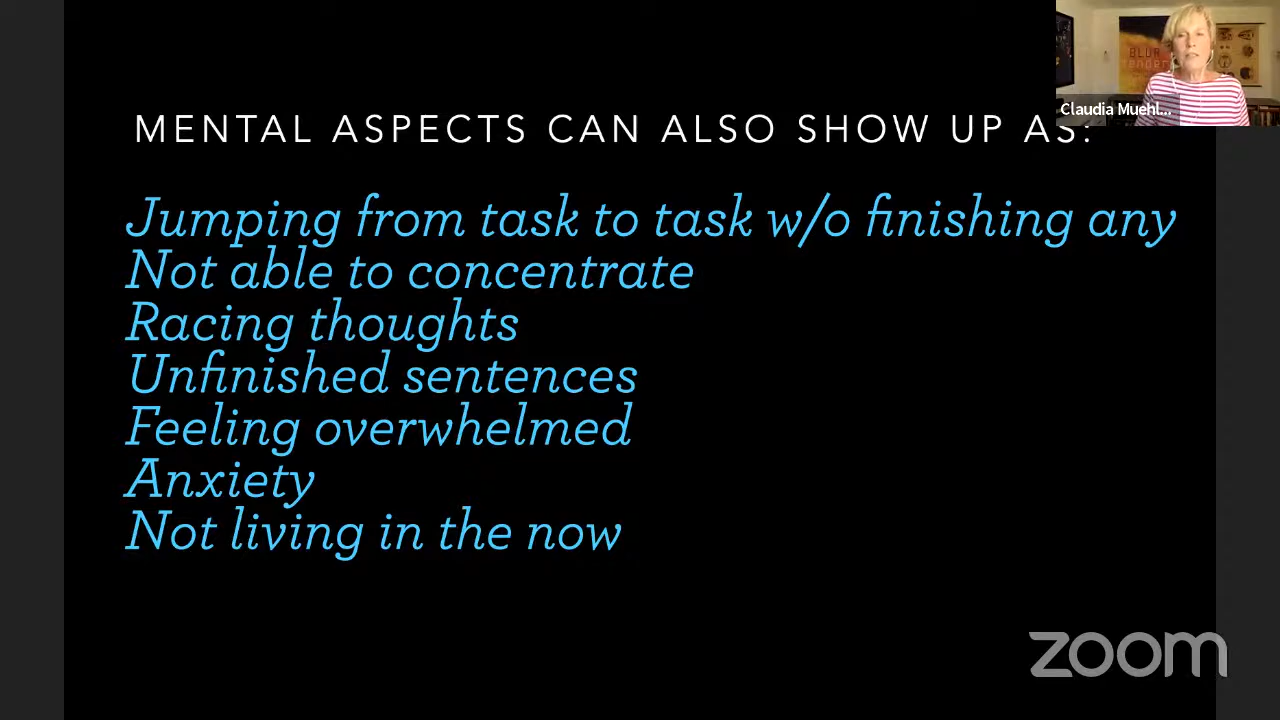 MENTAL ASPECTS CAN ALSO SHOW UP AS:
Jumping from task to task w/o finishing any
Not able to concentrate
Racing thoughts
Unfinished sentences
Feeling overwhelmed
Anxiety
Not living in the now
Claudia Muehl...
BLUR
zoom